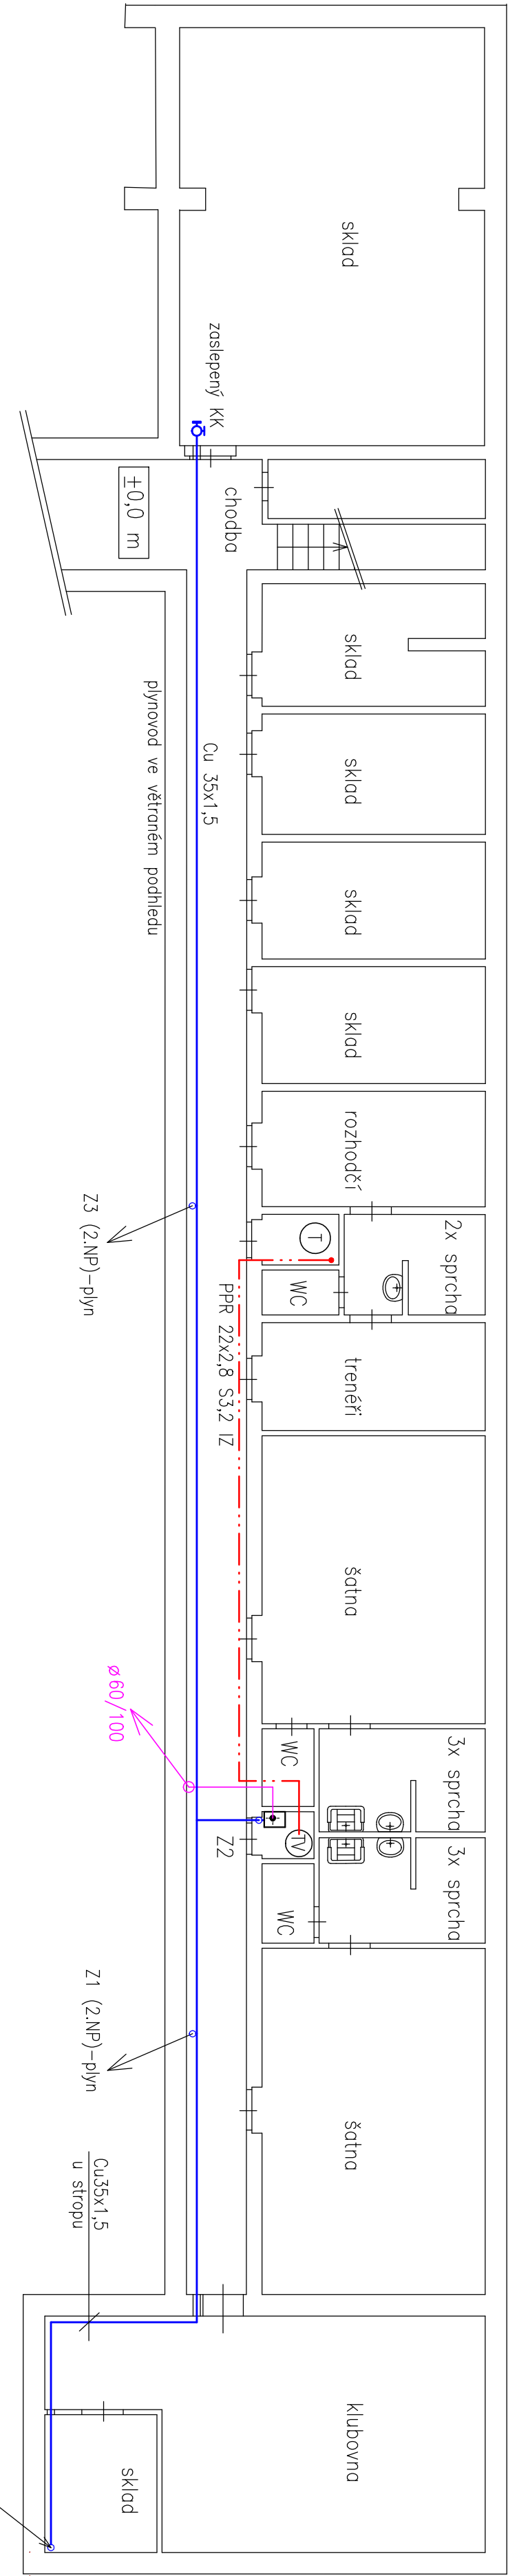 sklad
zaslepený KK
chodba
±0,0 m
sklad
plynovod ve větraném podhledu
Cu 35x1,5
sklad
sklad
sklad
rozhodčí
Z3 (2.NP)-plyn
T
2x sprcha
WC
PPR 22x2,8 S3,2 IZ
trenéři
šatna
ø60/100
WC
3x sprcha
TV
Z2
3x sprcha
WC
Z1 (2.NP)-plyn
šatna
Cu35x1,5
u stropu
klubovna
sklad